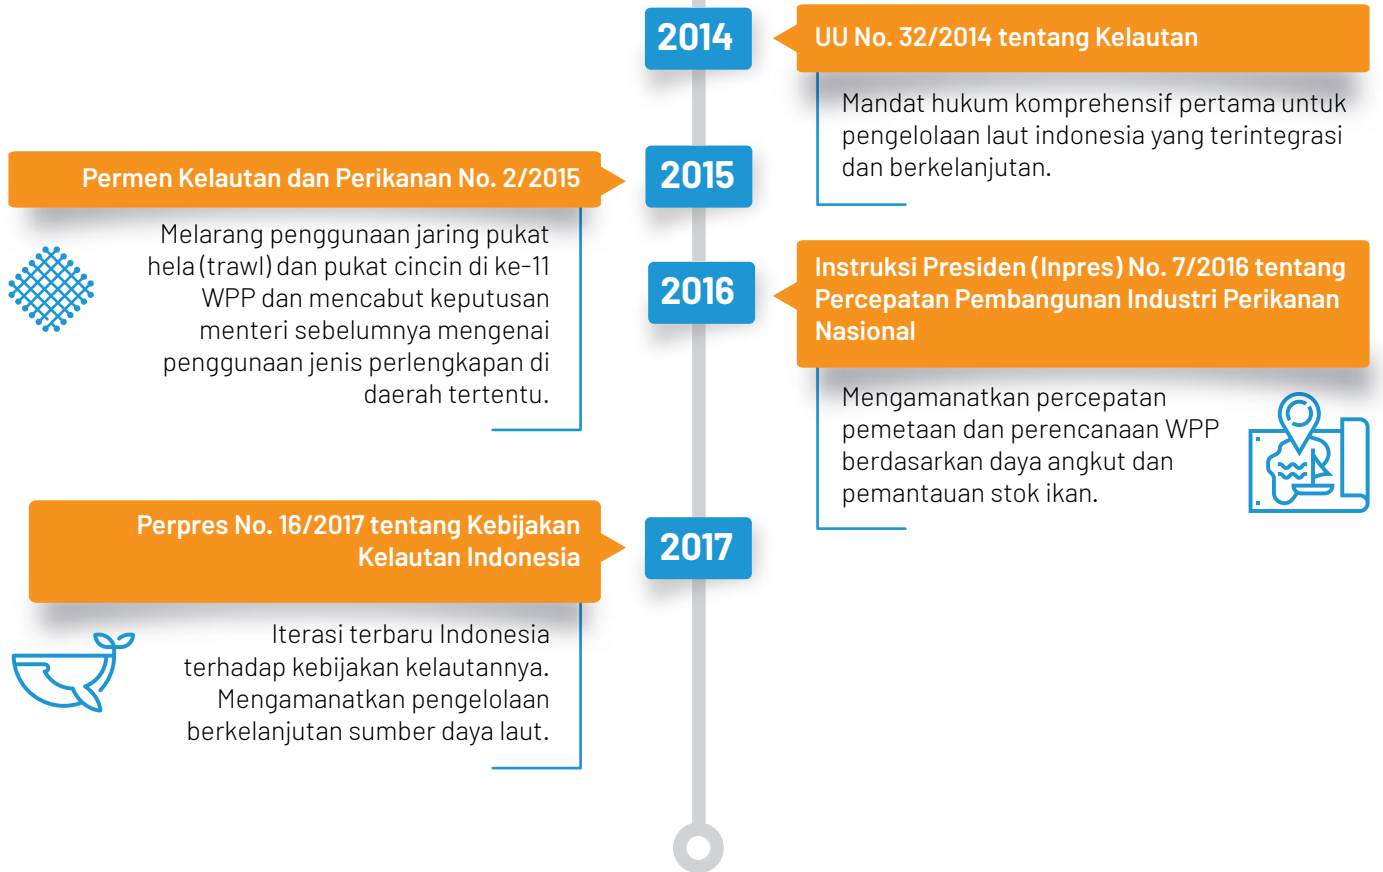 2014
UU No. 32/2014 tentang Kelautan
Mandat hukum komprehensif pertama untuk
pengelolaan laut indonesia yang terintegrasi
dan berkelanjutan.
Permen Kelautan dan Perikanan No. 2/2015
2015
Melarang penggunaan jaring pukat
hela (trawl) dan pukat cincin di ke-11
WPP dan mencabut keputusan
menteri sebelumnya mengenai
penggunaan jenis perlengkapan di
daerah tertentu.
2016
Instruksi Presiden (Inpres) No. 7/2016 tentang
Percepatan Pembangunan Industri Perikanan
Nasional
Mengamanatkan percepatan
pemetaan dan perencanaan WPP
berdasarkan daya angkut dan
pemantauan stok ikan.
Perpres No. 16/2017 tentang Kebijakan
Kelautan Indonesia
2017
Iterasi terbaru Indonesia
terhadap kebijakan kelautannya.
Mengamanatkan pengelolaan
berkelanjutan sumber daya laut.